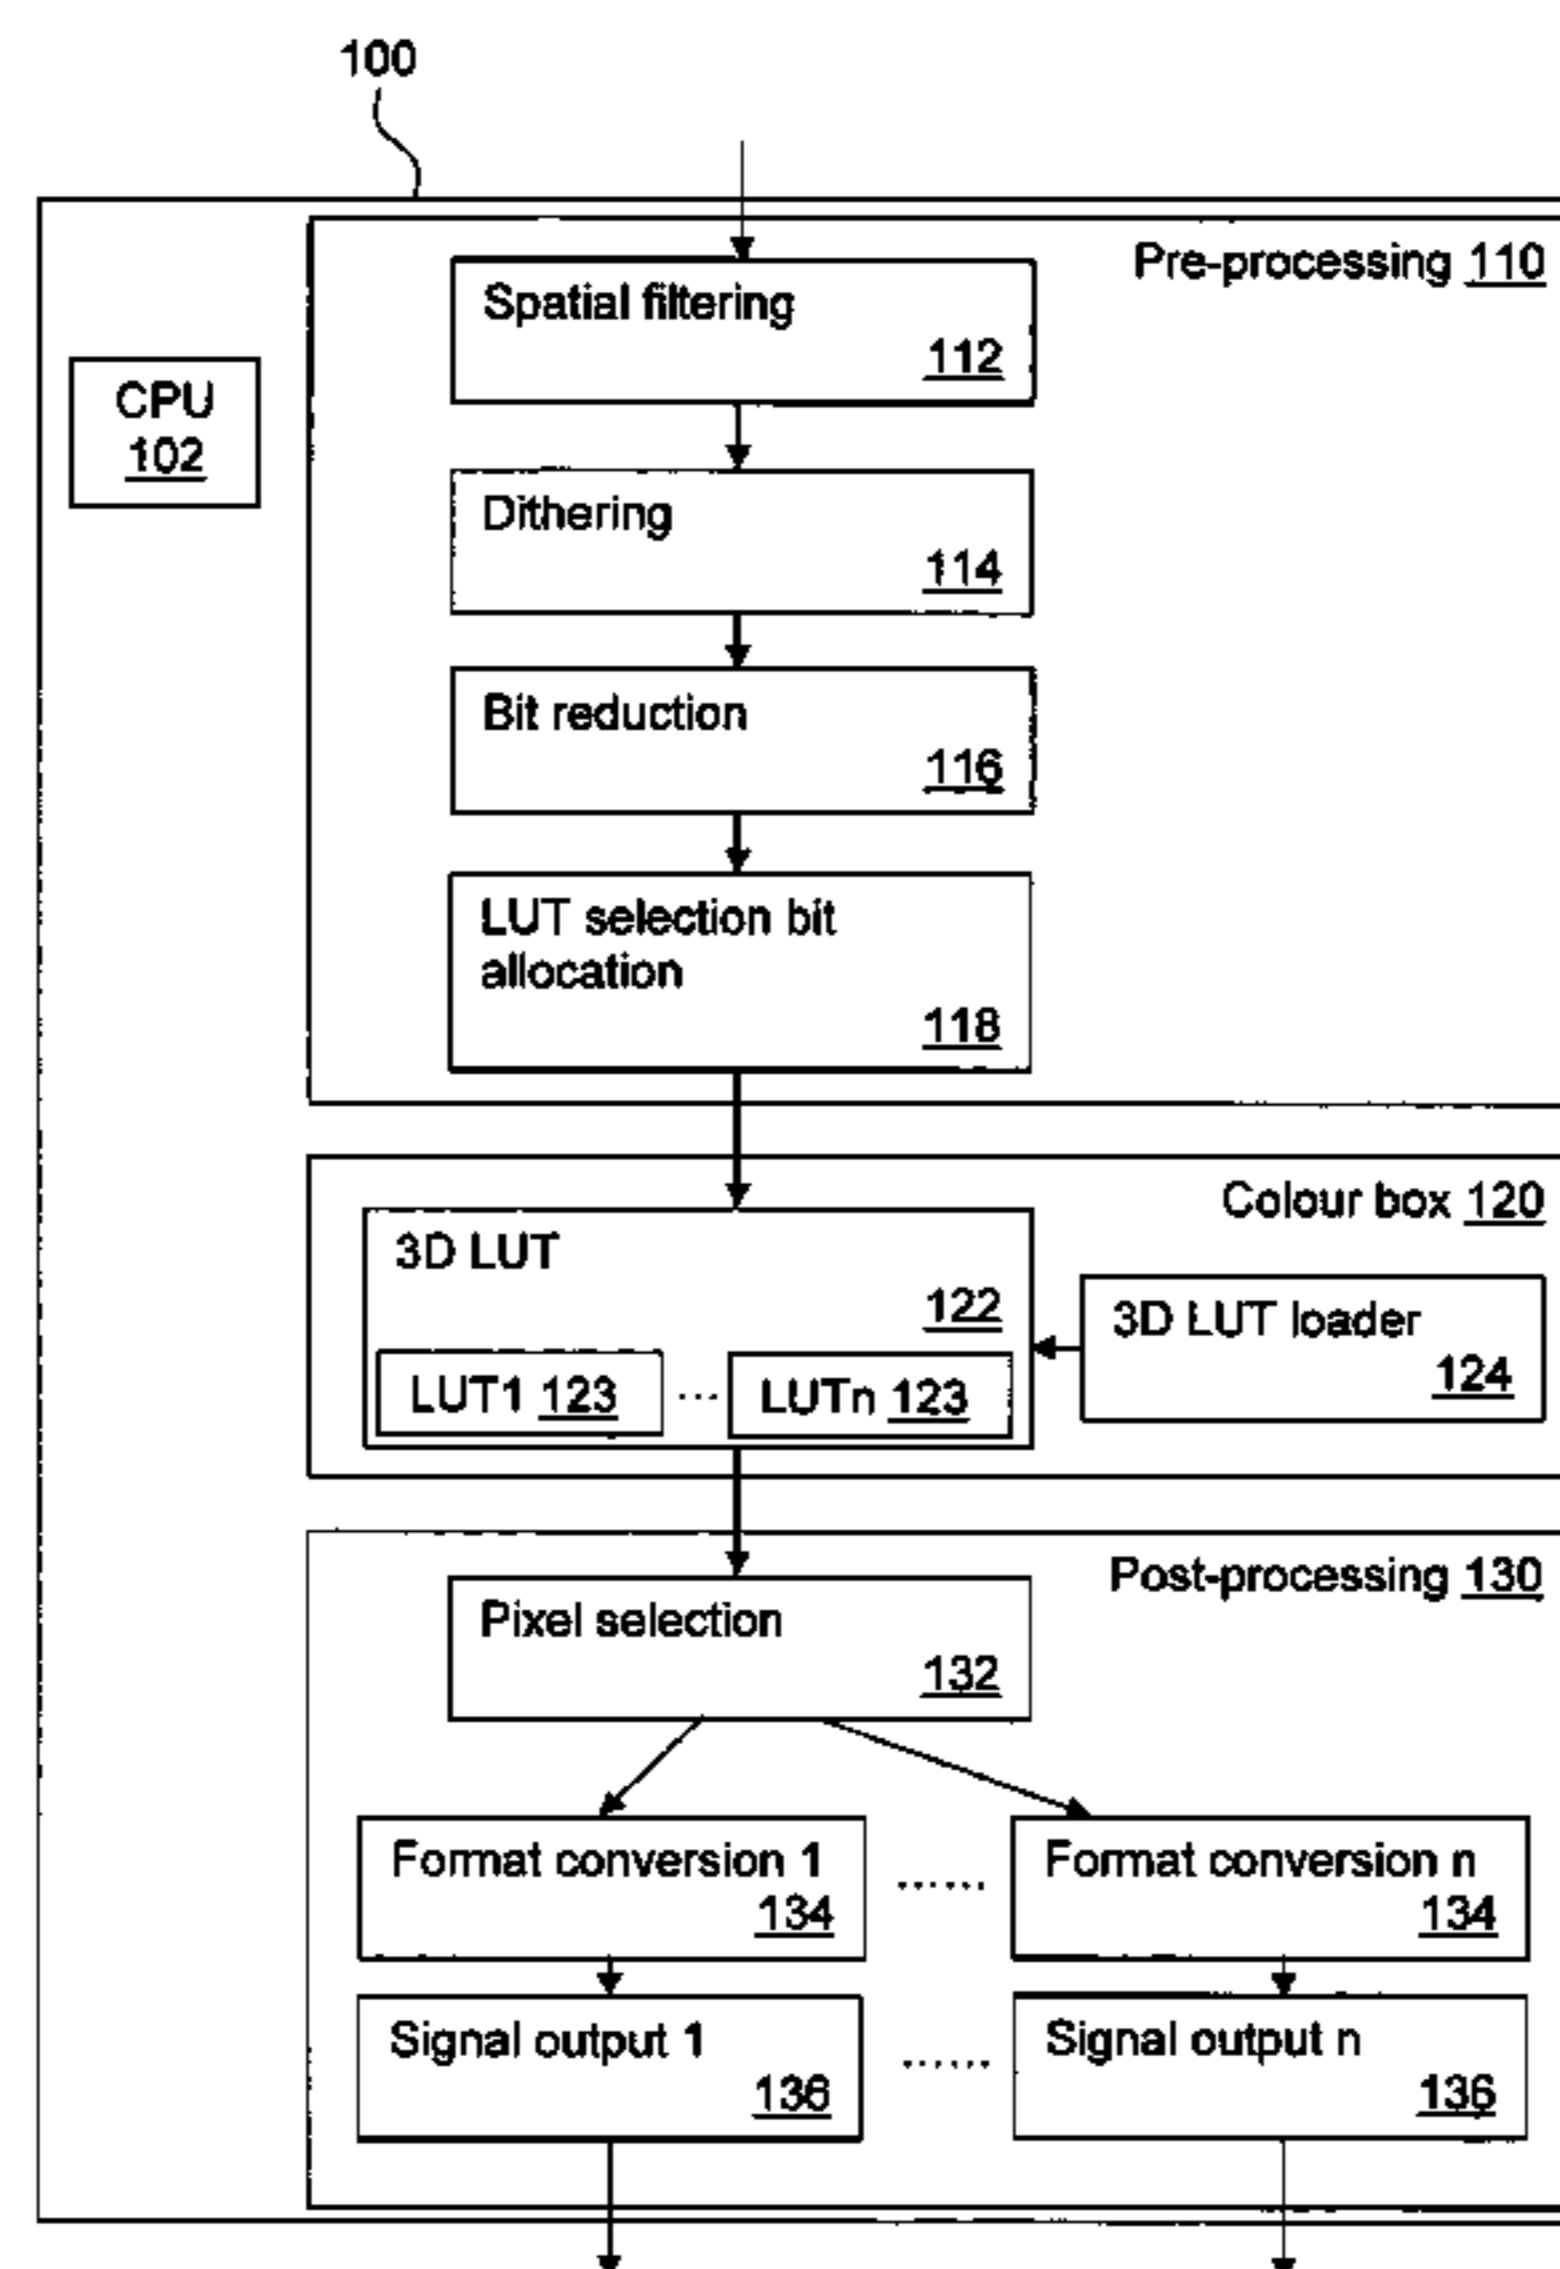 100
Pre-processing 110
Spatial filtering
112
CPU
102
Dithering
114
Bit reduction
116
LUT selection bit
allocation
118
Colour box 120
3D LUT
122
3D LUT loader
124
LUT1 123 ... LUTn 123
Post-processing 130
Pixel selection
132
Format conversion 1
134
......
Format conversion n
134
Signal output 1
136
......
Signal output n
136